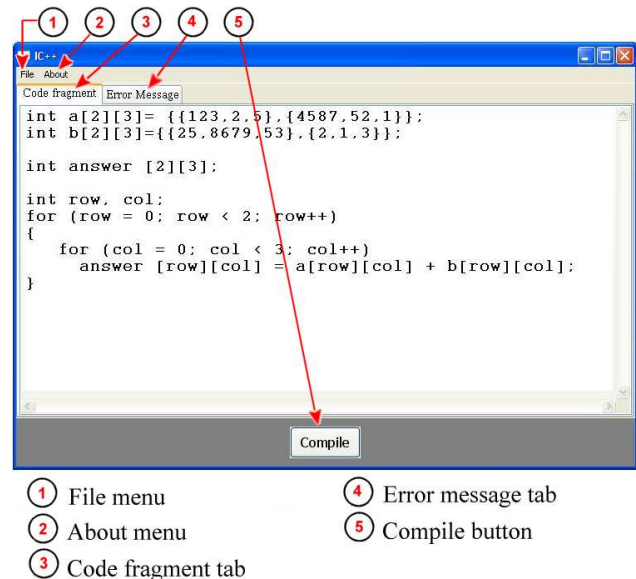 1 2 3 4 5
IC++
File About
Code fragment Error Message
int a[2][3]= {{123,2,5},{4587,52,1}};
int b[2][3]={{25,8679,53},{2,1,3}};
int answer [2][3];
int row, col;
for (row = 0; row < 2; row++)
{
for (col = 0; col < 3; col++)
answer [row][col] = a[row][col] + b[row][col];
}
Compile
1 File menu
2 About menu
3 Code fragment tab
4 Error message tab
5 Compile button